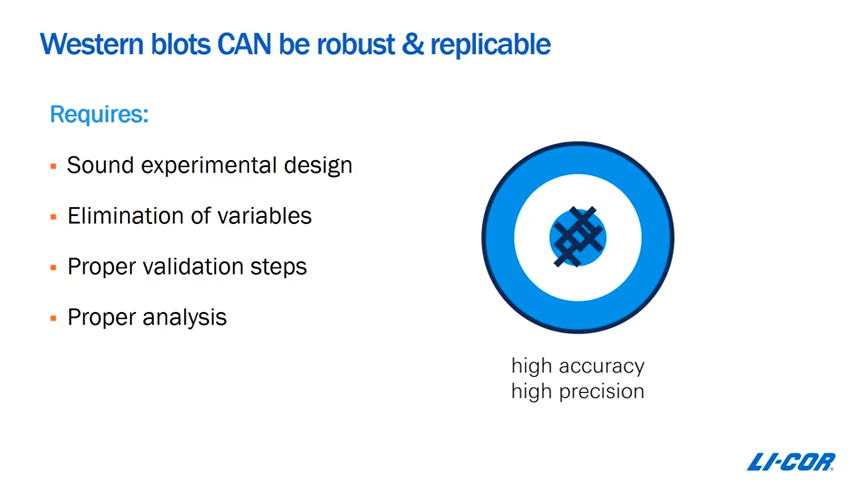 Western blots CAN be robust & replicable
Requires:
▪ Sound experimental design
▪ Elimination of variables
▪ Proper validation steps
▪ Proper analysis
high accuracy
high precision
LI-COR®